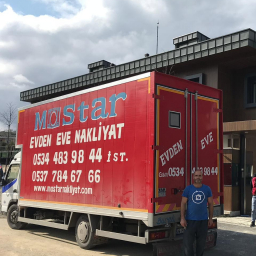 Mostar
EVDEN EVE NAKLİYAT
0534 483 98 44 İST.
0537 784 67 66
www.mostarnakliyat.com
EVDEN EVE
Gsm: 0534